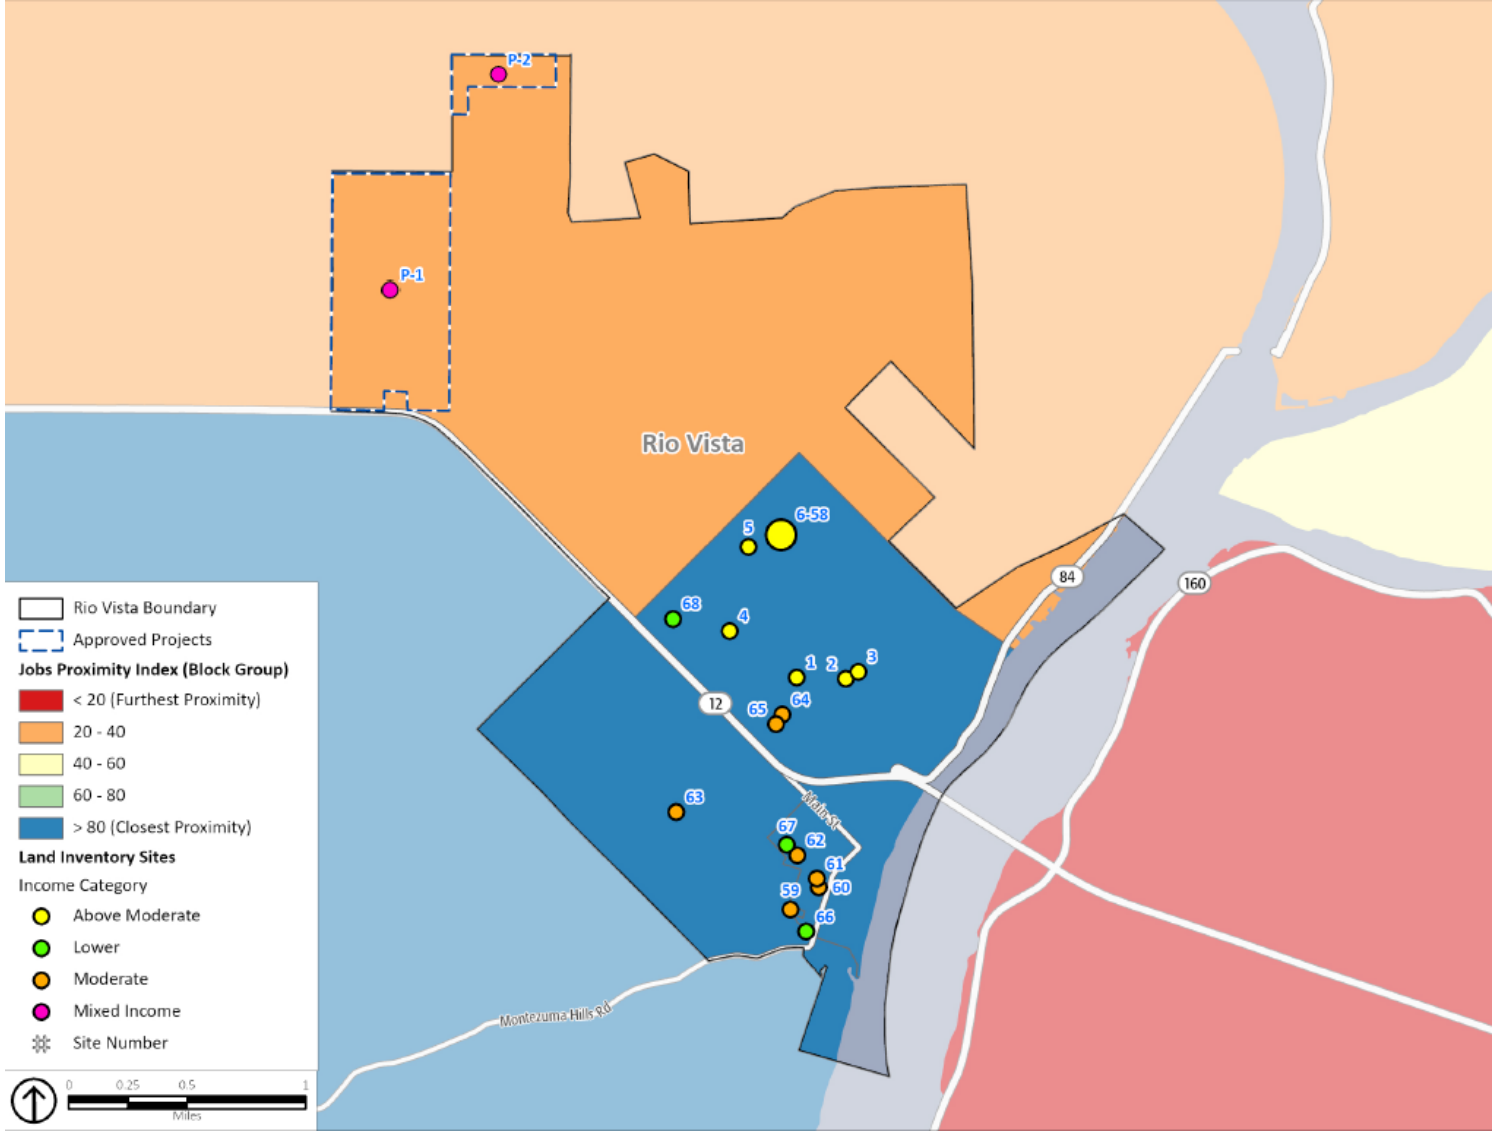 P-2
P-1
Rio Vista
6-58
5
84
160
68
4
3
1
2
64
65
12
63
Main St
67
62
61
60
59
66
Montezuma Hills Rd
Rio Vista Boundary
Approved Projects
Jobs Proximity Index (Block Group)
< 20 (Furthest Proximity)
20 - 40
40 - 60
60 - 80
> 80 (Closest Proximity)
Land Inventory Sites
Income Category
Above Moderate
Lower
Moderate
Mixed Income
## Site Number
0 0.25 0.5 1
Miles